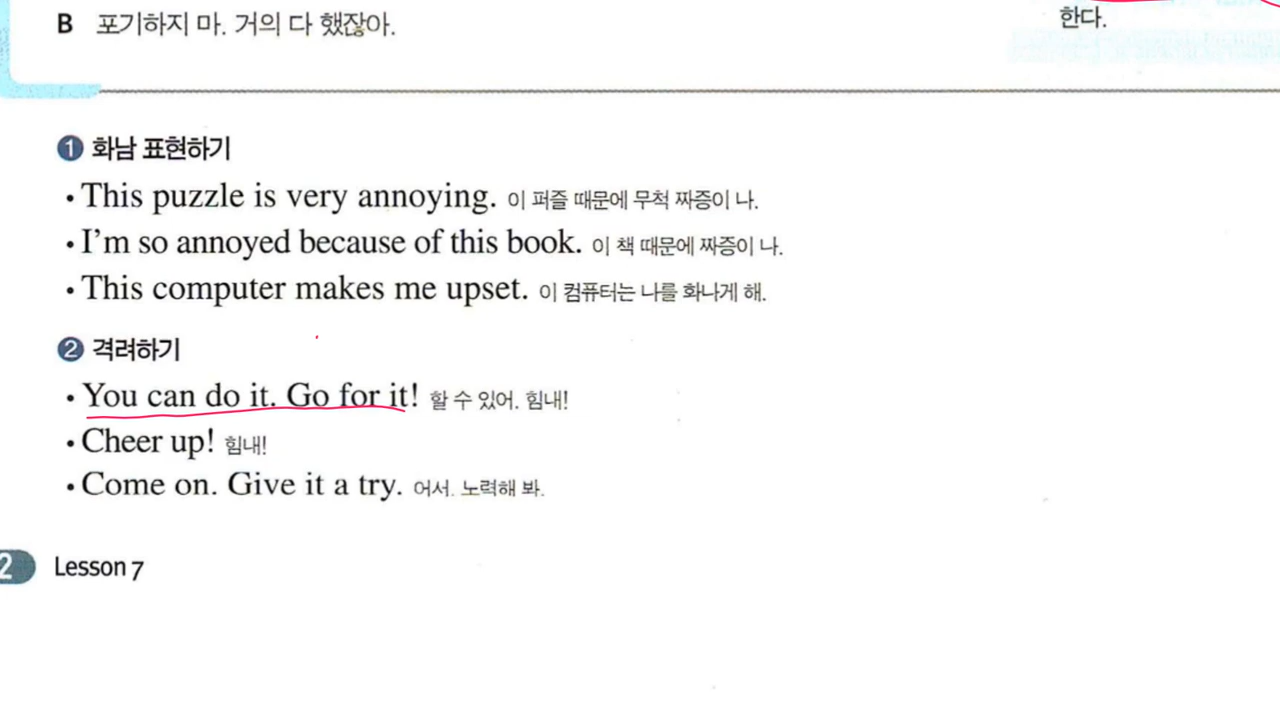 B 포기하지 마. 거의 다 했잖아.
한다.
1 화남 표현하기
• This puzzle is very annoying. 이 퍼즐 때문에 무척 짜증이 나.
• I’m so annoyed because of this book. 이 책 때문에 짜증이 나.
• This computer makes me upset. 이 컴퓨터는 나를 화나게 해.
2 격려하기
• You can do it. Go for it! 할 수 있어. 힘내!
• Cheer up! 힘내!
• Come on. Give it a try. 어서. 노력해 봐.
2 Lesson 7